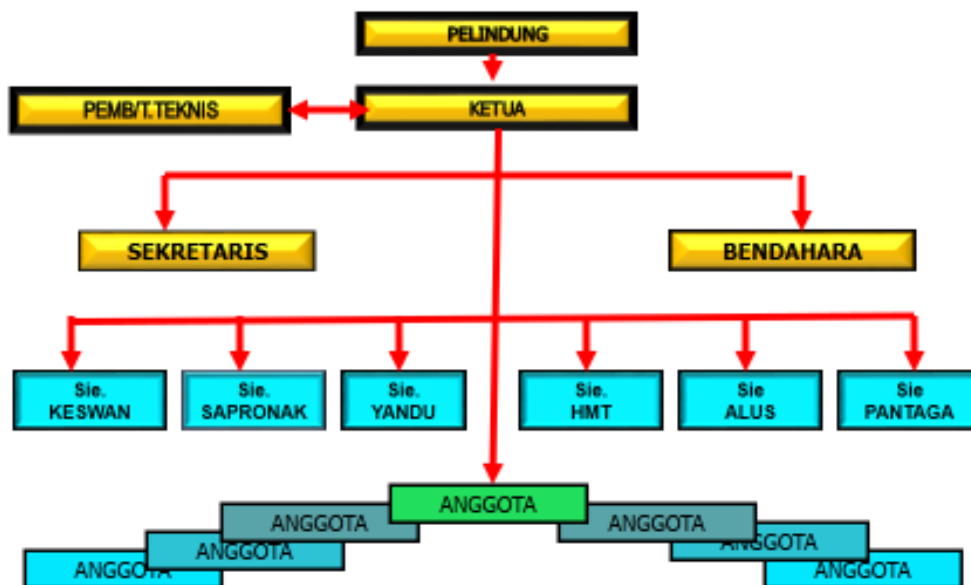 PELINDUNG
PEMB/T.TEKNIS
KETUA
SEKRETARIS
BENDAHARA
Sie.
KESWAN
Sie.
SAPRONAK
Sie.
YANDU
Sie.
HMT
Sie
ALUS
Sie
PANTAGA
ANGGOTA
ANGGOTA
ANGGOTA
ANGGOTA
ANGGOTA
ANGGOTA
ANGGOTA